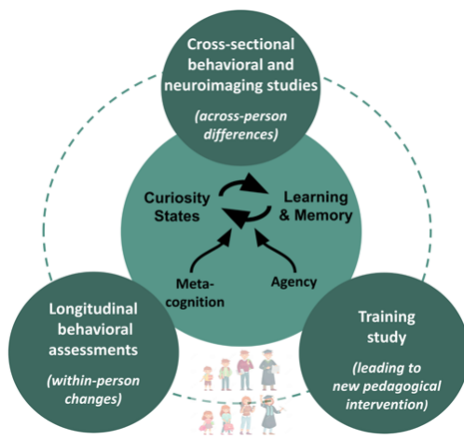 Cross-sectional
behavioral and
neuroimaging studies
(across-person
differences)
Curiosity
States
Learning
& Memory
Meta-
cognition
Agency
Longitudinal
behavioral
assessments
(within-person
changes)
Training
study
(leading to
new pedagogical
intervention)